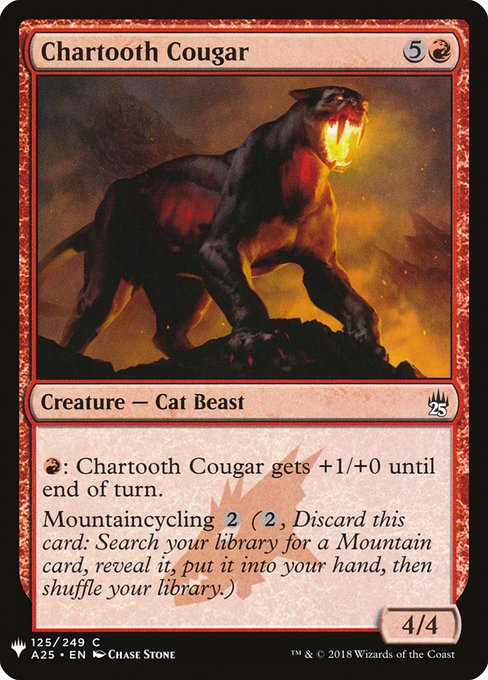 Chartooth Cougar 5
Creature — Cat Beast
25
: Chartooth Cougar gets +1/+0 until
end of turn.
Mountaincycling 2 (2, Discard this
card: Search your library for a Mountain
card, reveal it, put it into your hand, then
shuffle your library.)
4/4
125/249 C
A25 • EN Chase Stone
™ & © 2018 Wizards of the Coast